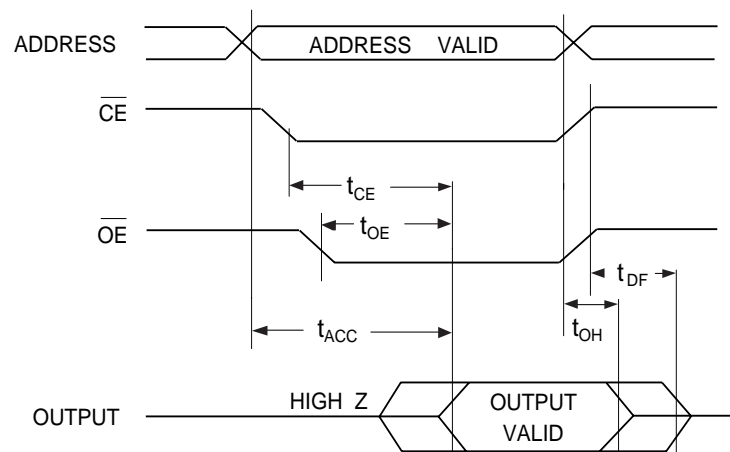 ADDRESS
ADDRESS VALID
CE
tCE
OE
tOE
tDF
tACC
tOH
OUTPUT
HIGH Z
OUTPUT
VALID